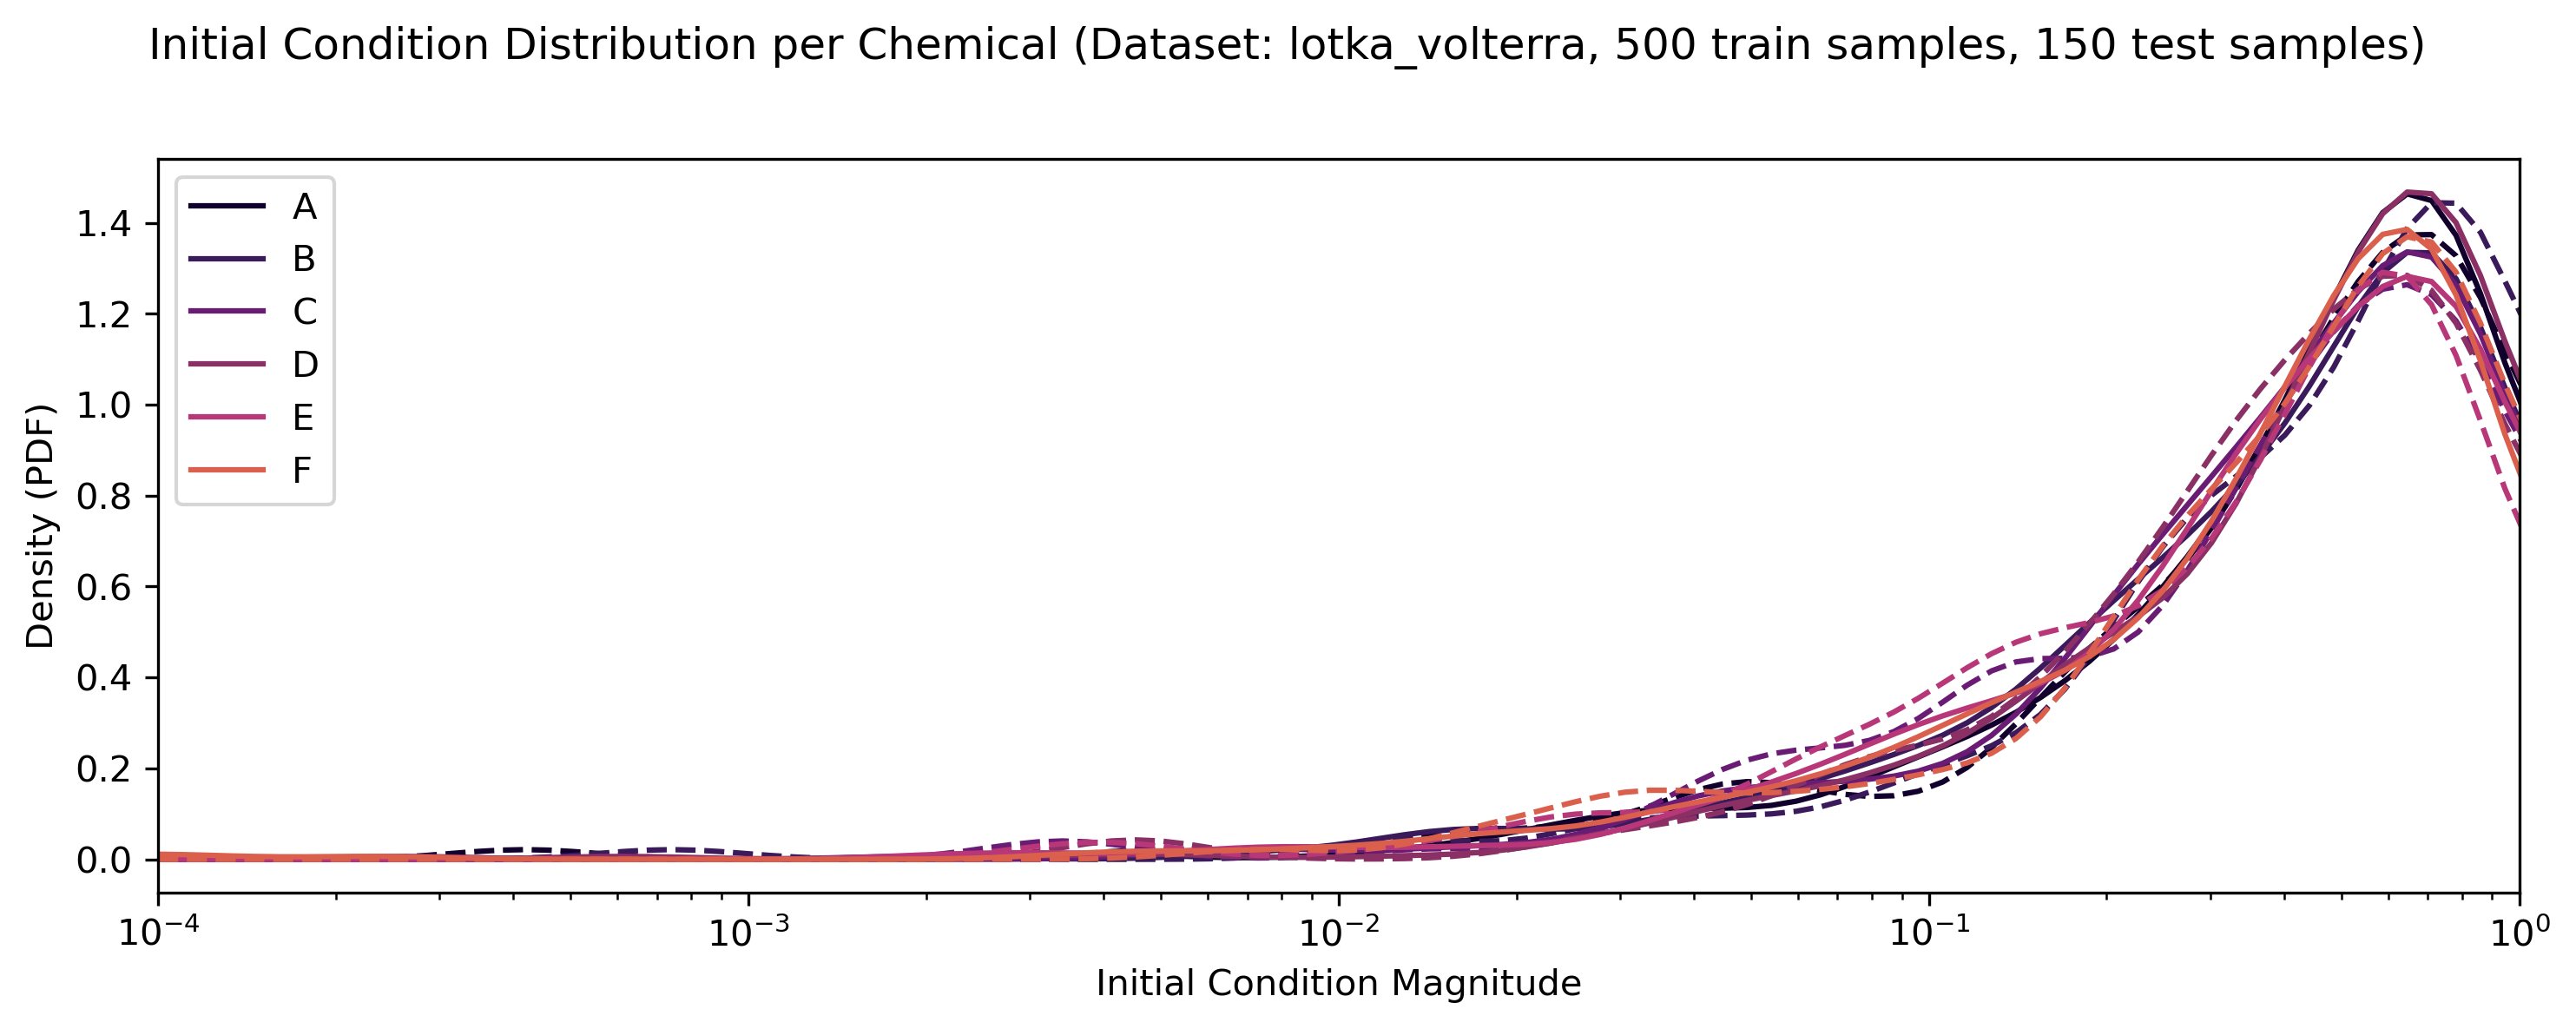 Initial Condition Distribution per Chemical (Dataset: lotka_volterra, 500 train samples, 150 test samples)
A
B
C
D
E
F
Density (PDF)
1.4
1.2
1.0
0.8
0.6
0.4
0.2
0.0
10⁻⁴
10⁻³
10⁻²
10⁻¹
10⁰
Initial Condition Magnitude